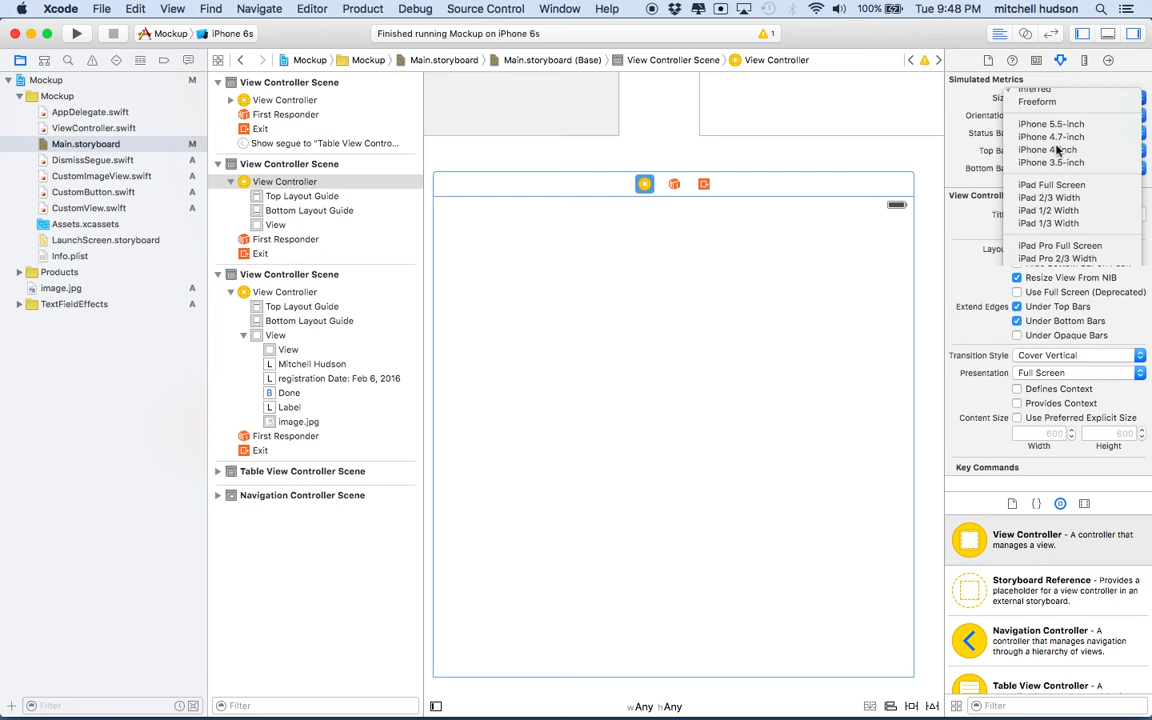 Xcode File Edit View Find Navigate Editor Product Debug Source Control Window Help 100% Tue 9:48 PM mitchell hudson
Mockup iPhone 6s Finished running Mockup on iPhone 6s 1
Mockup Mockup Main.storyboard Main.storyboard (Base) View Controller Scene View Controller
Mockup
Mockup
AppDelegate.swift
ViewController.swift
Main.storyboard M
DismissSegue.swift A
CustomImageView.swift A
CustomButton.swift A
CustomView.swift A
Assets.xcassets
LaunchScreen.storyboard
Info.plist
Products
image.jpg A
TextFieldEffects A
Filter
View Controller Scene
View Controller
First Responder
Exit
Show segue to "Table View Contro...
View Controller Scene
View Controller
Top Layout Guide
Bottom Layout Guide
View
First Responder
Exit
View Controller Scene
View Controller
Top Layout Guide
Bottom Layout Guide
View
View
L Mitchell Hudson
L registration Date: Feb 6, 2016
B Done
L Label
image.jpg
First Responder
Exit
Table View Controller Scene
Navigation Controller Scene
Filter
wAny hAny
Simulated Metrics
Inferred
Freeform
iPhone 5.5-inch
iPhone 4.7-inch
iPhone 3.5-inch
iPad Full Screen
iPad 2/3 Width
iPad 1/2 Width
iPad 1/3 Width
iPad Pro Full Screen
iPad Pro 2/3 Width
Resize View From NIB
Use Full Screen (Deprecated)
Extend Edges Under Top Bars
Under Bottom Bars
Under Opaque Bars
Transition Style Cover Vertical
Presentation Full Screen
Defines Context
Provides Context
Content Size Use Preferred Explicit Size
600 600
Width Height
Key Commands
View Controller - A controller that
manages a view.
Storyboard Reference - Provides a
placeholder for a view controller in an
external storyboard.
Navigation Controller - A
controller that manages navigation
through a hierarchy of views.
Table View Controller - A
Filter